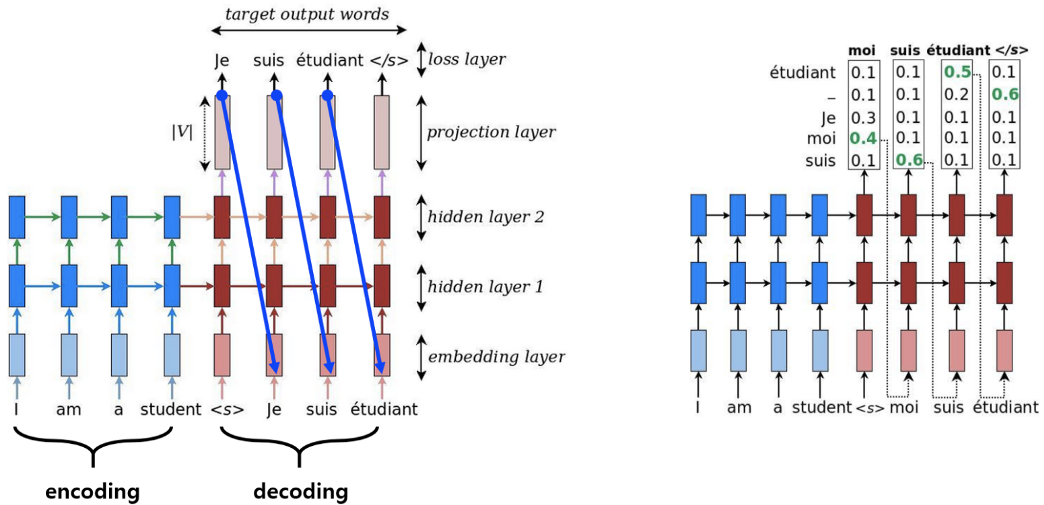 target output words
Je suis étudiant </s> loss layer
|V| projection layer
hidden layer 2
hidden layer 1
embedding layer
I am a student <s> Je suis étudiant
encoding decoding
moi suis étudiant </s>
étudiant 0.1 0.1 0.5 0.1
_ 0.1 0.1 0.2 0.6
Je 0.3 0.1 0.1 0.1
moi 0.4 0.1 0.1 0.1
suis 0.1 0.6 0.1 0.1
I am a student <s> moi suis étudiant